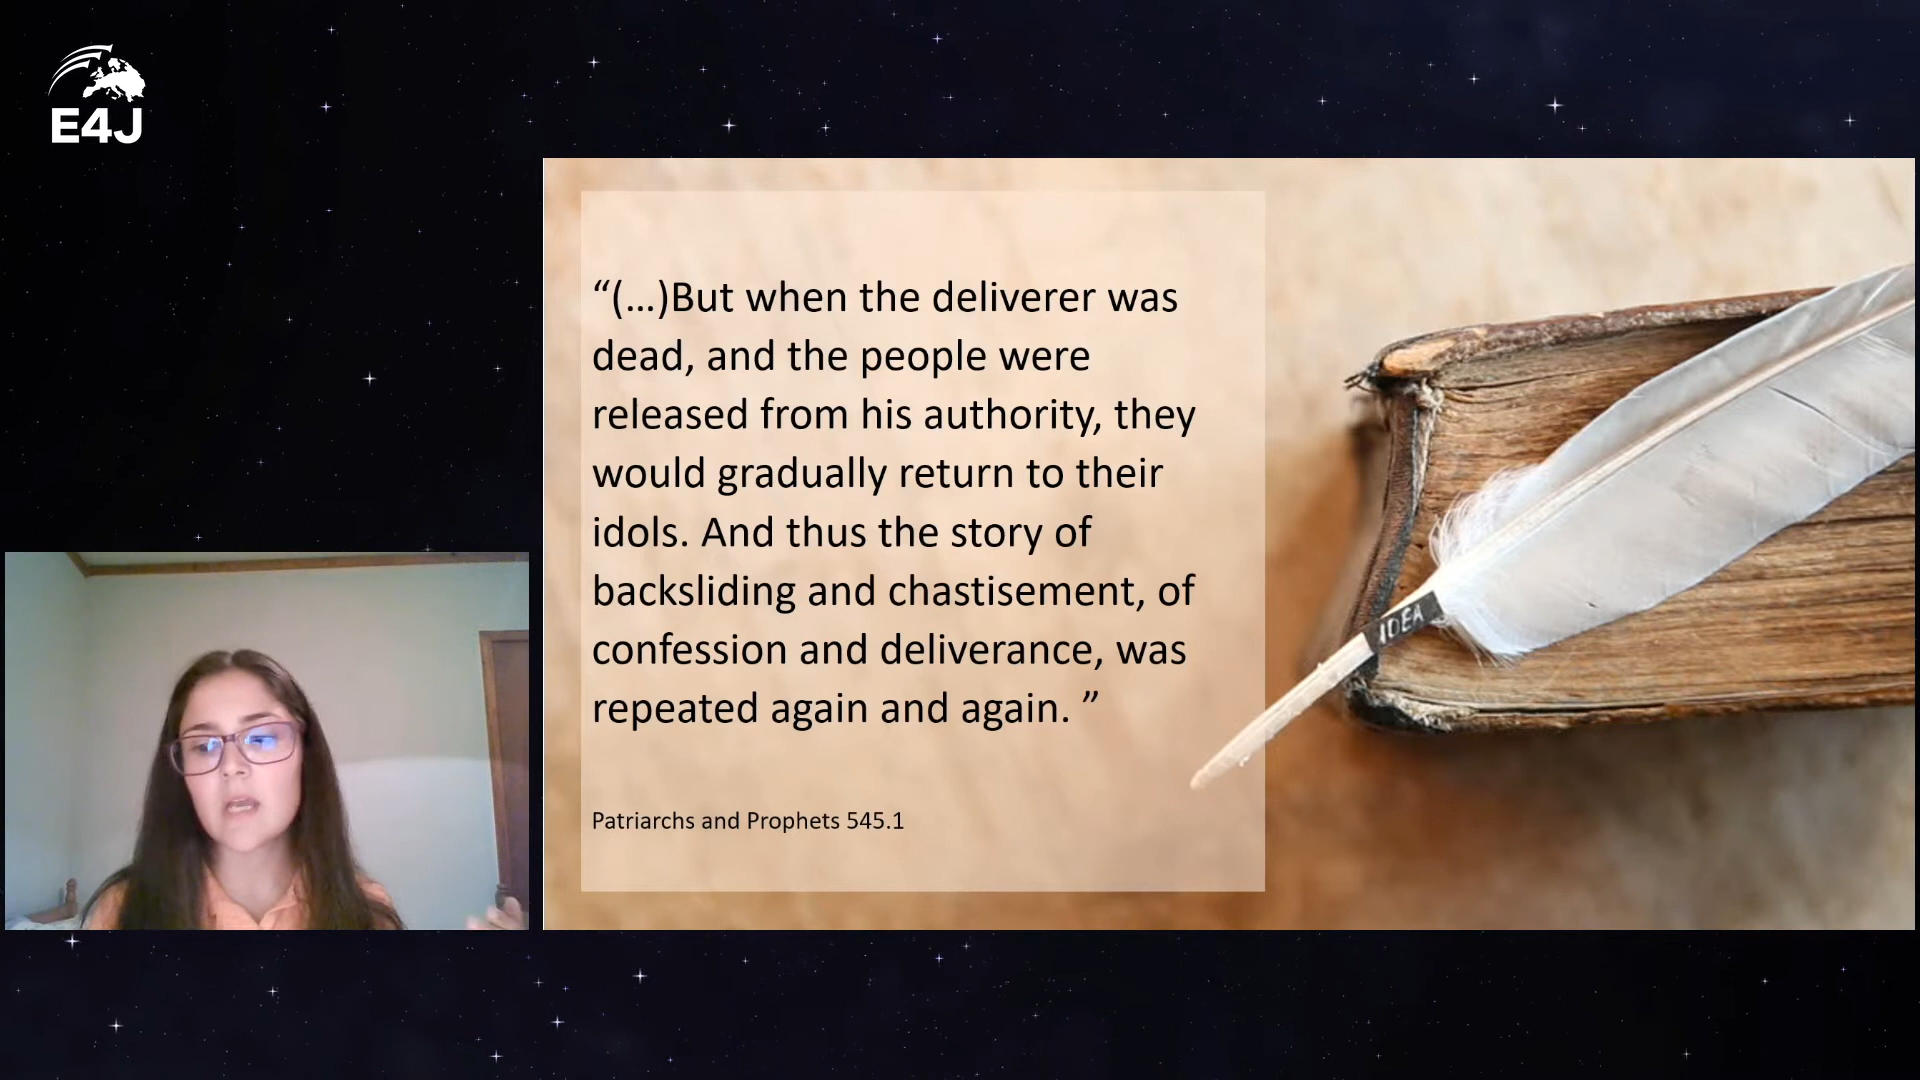 E4J
“(...)But when the deliverer was
dead, and the people were
released from his authority, they
would gradually return to their
idols. And thus the story of
backsliding and chastisement, of
confession and deliverance, was
repeated again and again. ”
Patriarchs and Prophets 545.1
IDEA